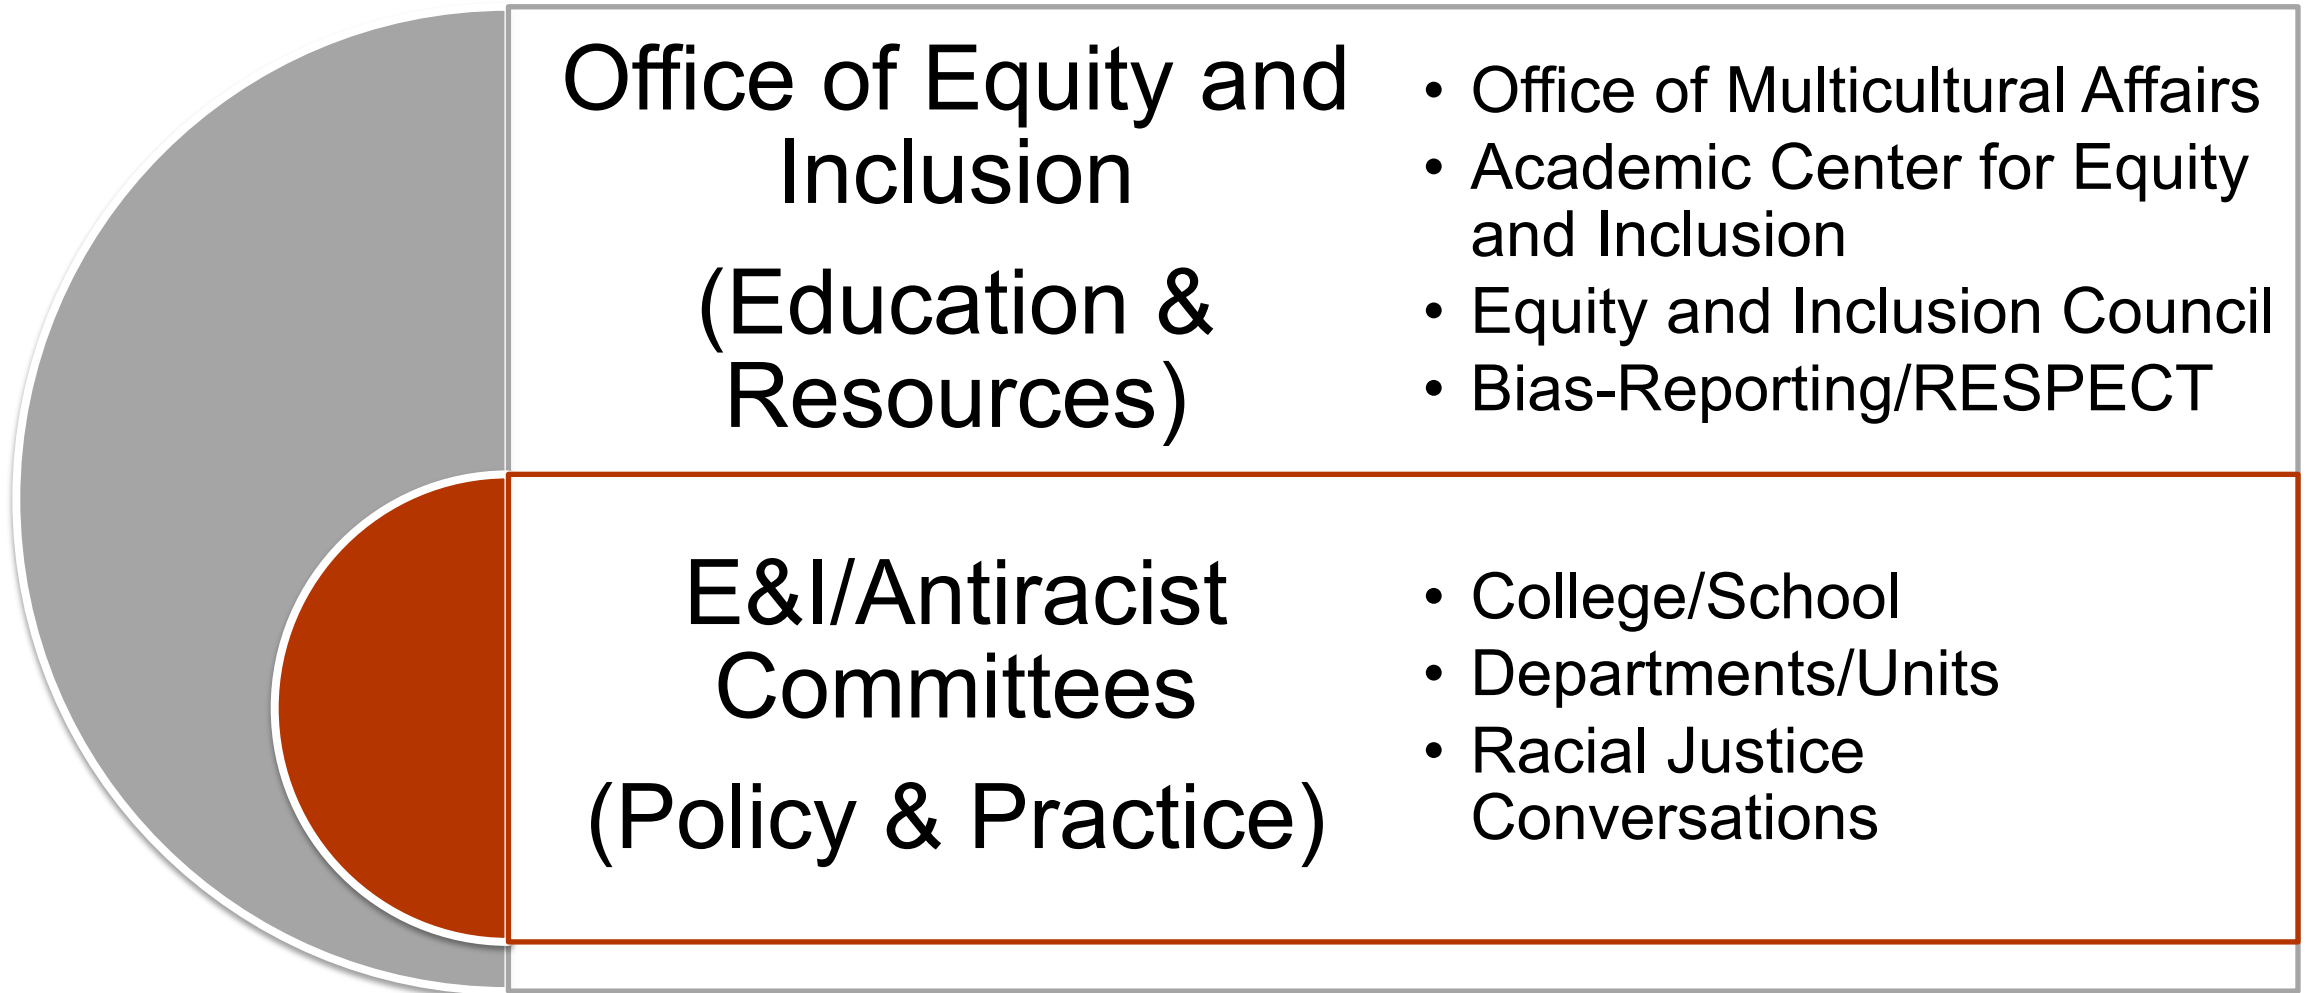 Office of Equity and
Inclusion
(Education &
Resources)
• Office of Multicultural Affairs
• Academic Center for Equity
and Inclusion
• Equity and Inclusion Council
• Bias-Reporting/RESPECT
E&I/Antiracist
Committees
(Policy & Practice)
• College/School
• Departments/Units
• Racial Justice
Conversations